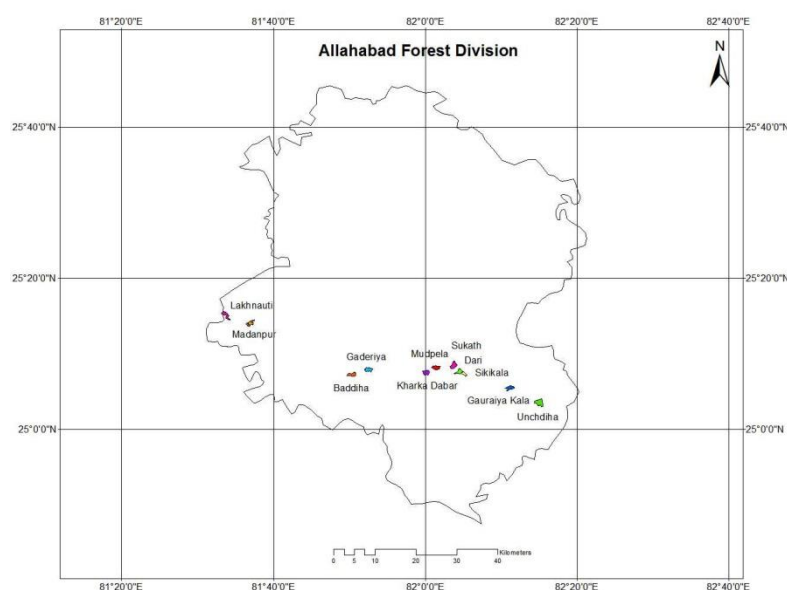 81°20'0"E 81°40'0"E 82°0'0"E 82°20'0"E 82°40'0"E
Allahabad Forest Division
N
25°40'0"N 25°40'0"N
25°20'0"N 25°20'0"N
Lakhnauti
Madanpur
Sukath
Mudpela
Gaderiya
Dari
Sikikala
Baddiha
Kharka Dabar
Gauraiya Kala
Unchdiha
25°0'0"N 25°0'0"N
Kilometers
0 5 10 20 30 40
81°20'0"E 81°40'0"E 82°0'0"E 82°20'0"E 82°40'0"E